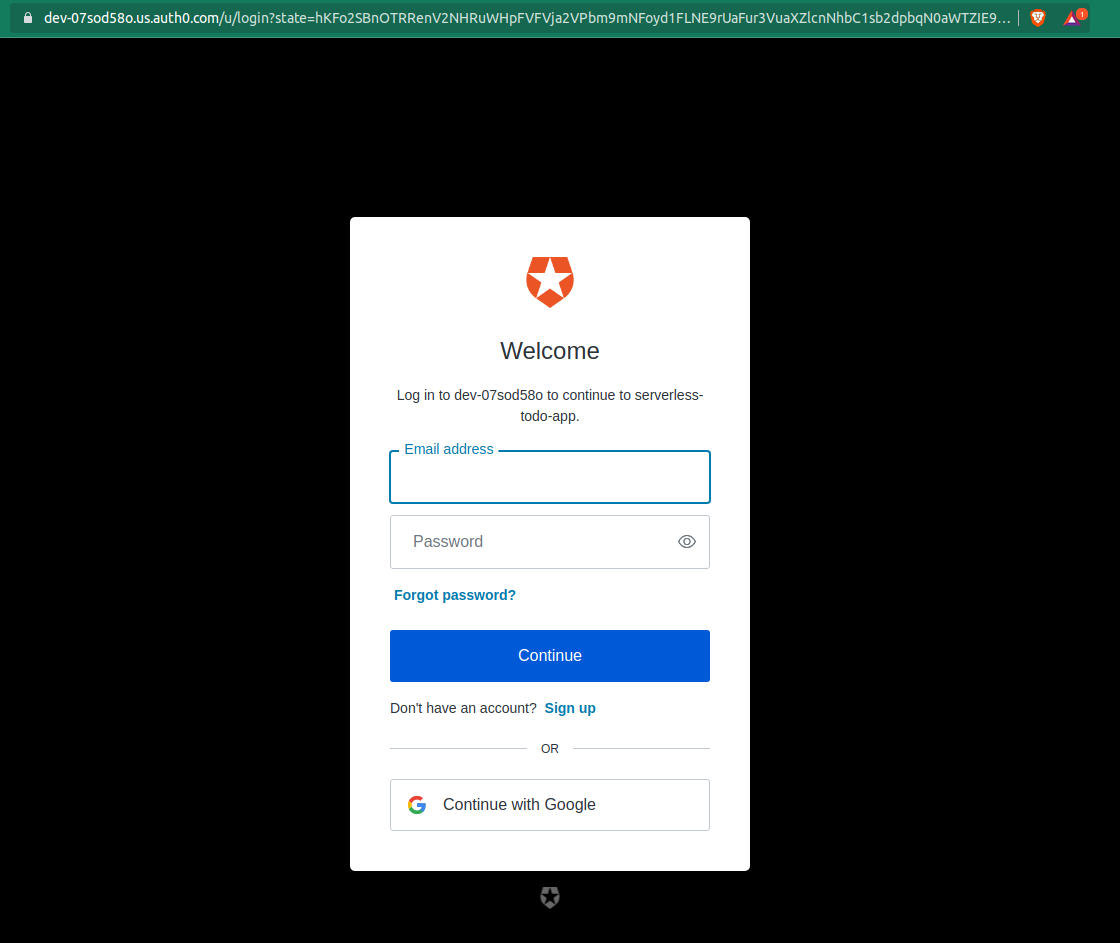 dev-07sod58o.us.auth0.com/u/login?state=hKFo2SBnOTRRenV2NHRuWHpFVFVja2VPbm9mNFoyd1FLNE9rUaFur3VuaXZlcnNhbC1sb2dpbqN0aWTZIE9...
Welcome
Log in to dev-07sod58o to continue to serverless-
todo-app.
Email address
Password
Forgot password?
Continue
Don't have an account? Sign up
OR
Continue with Google